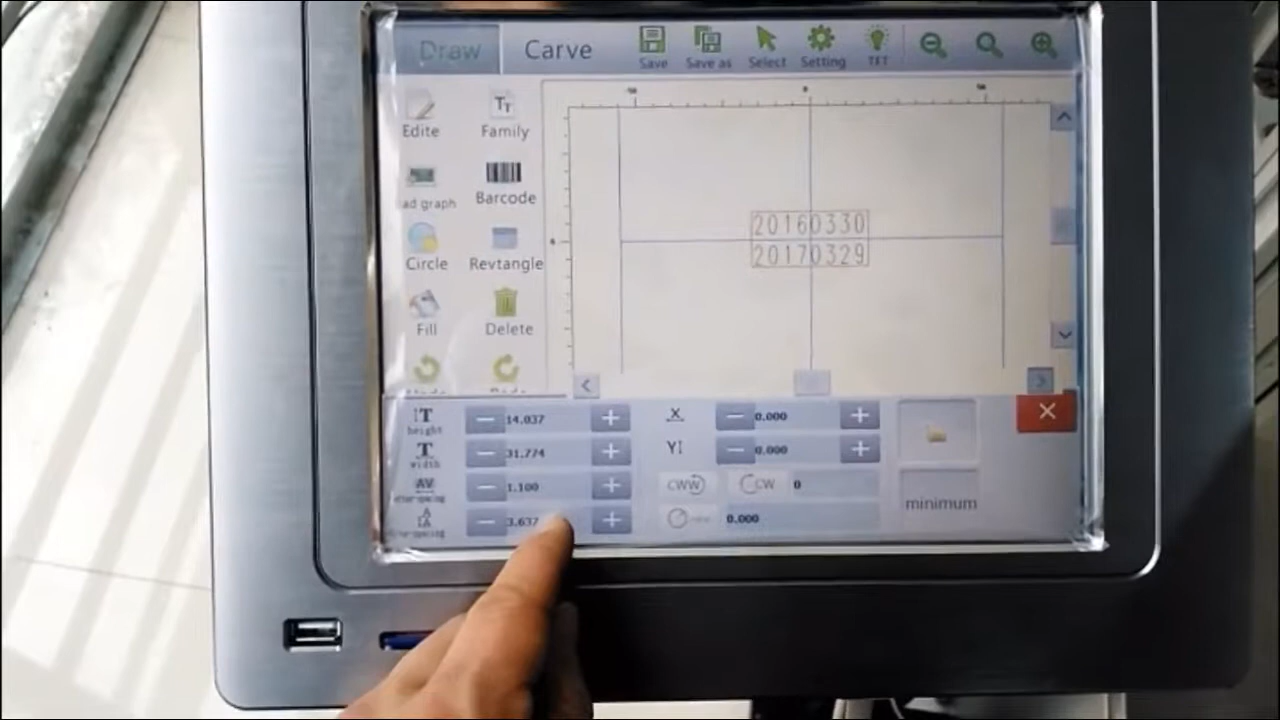 Draw
Carve
Save
Save as
Select
Setting
Edite
Family
ad graph
Barcode
Circle
Revtangle
Fill
Delete
20160330
20170329
height
14.037
X
0.000
width
31.774
Y
0.000
AV
1.100
CWW
CW
0
3.637
0.000
minimum